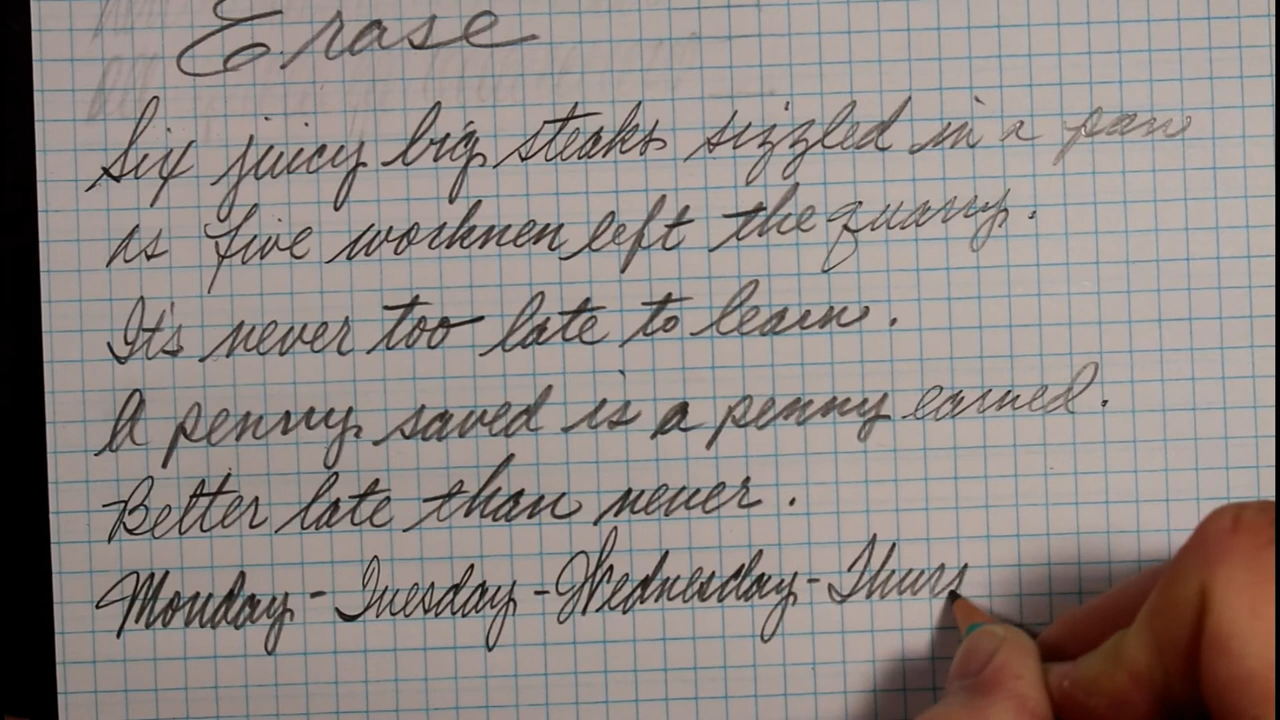 Erase
Six juicy big steaks sizzled in a pan
as five workmen left the quarry.
It's never too late to learn.
A penny saved is a penny earned.
Better late than never.
Monday - Tuesday - Wednesday - Thurs